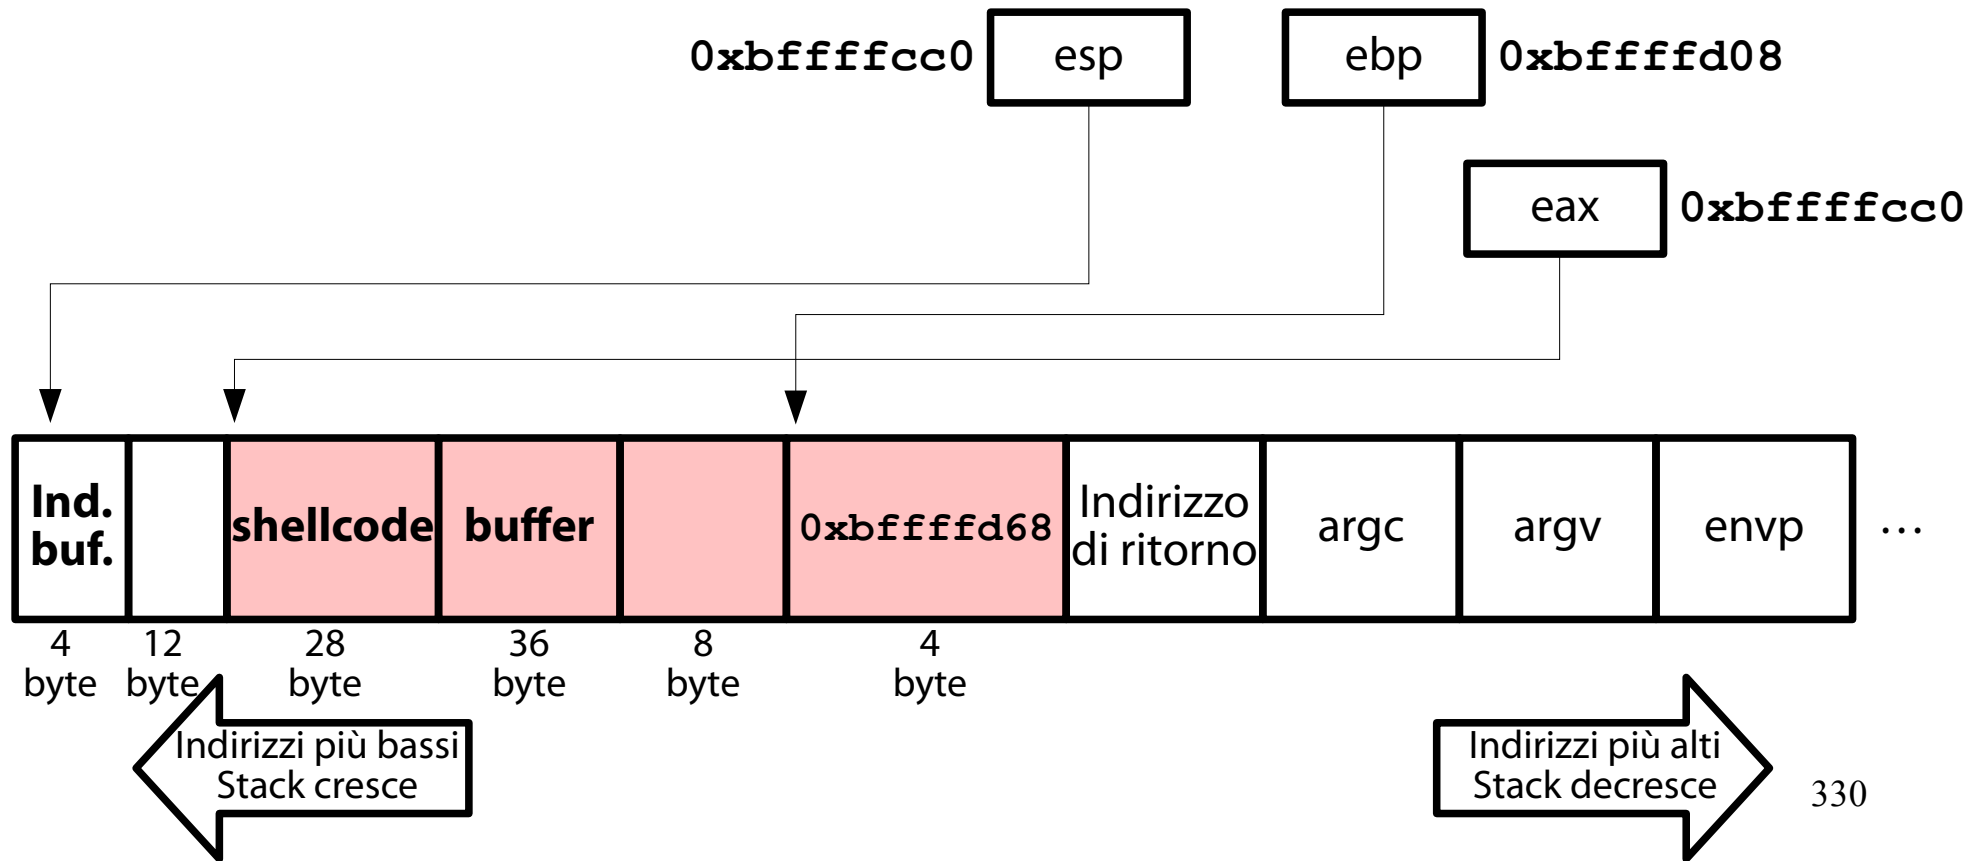 0xbffffcc0 esp ebp 0xbffffd08
eax 0xbffffcc0
Ind.
buf.
shellcode
buffer
0xbffffd68
Indirizzo
di ritorno
argc
argv
envp
...
4
byte
12
byte
28
byte
36
byte
8
byte
4
byte
Indirizzi più bassi
Stack cresce
Indirizzi più alti
Stack decresce
330